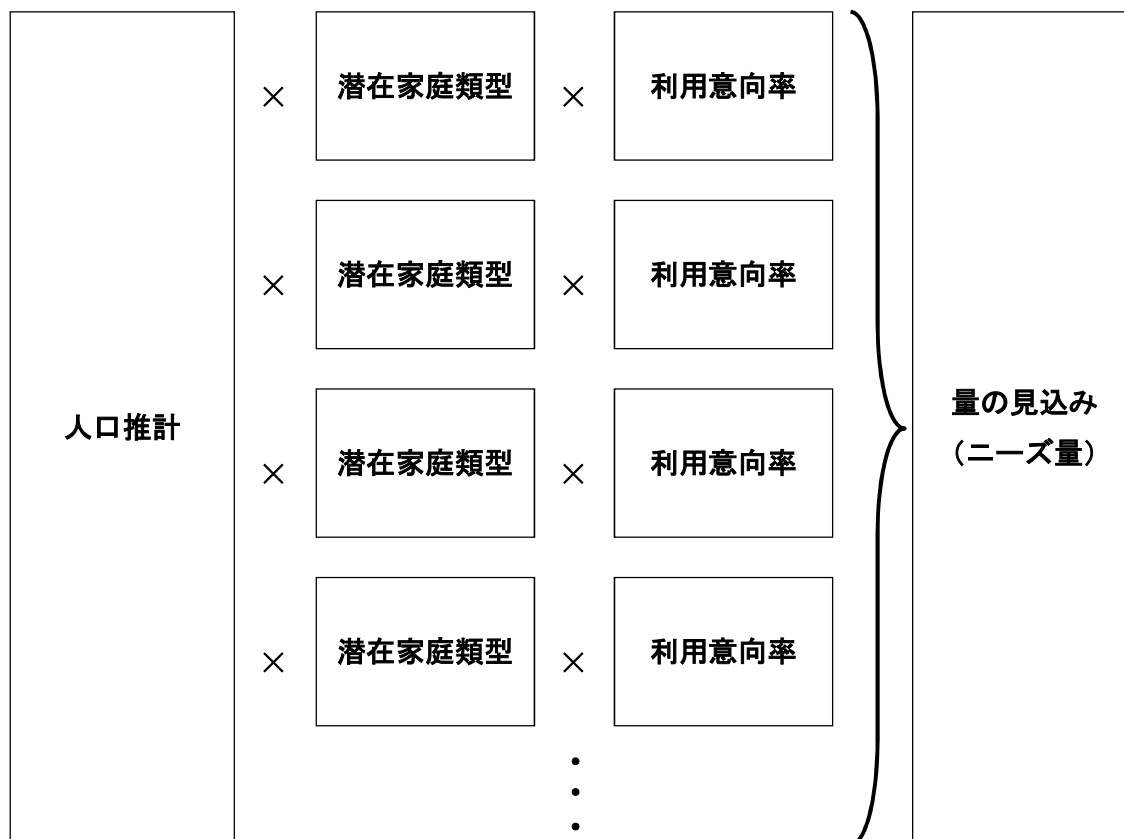 人口推計
×
潜在家庭類型
×
利用意向率
×
潜在家庭類型
×
利用意向率
×
潜在家庭類型
×
利用意向率
×
潜在家庭類型
×
利用意向率
・
・
・
量の見込み
（ニーズ量）